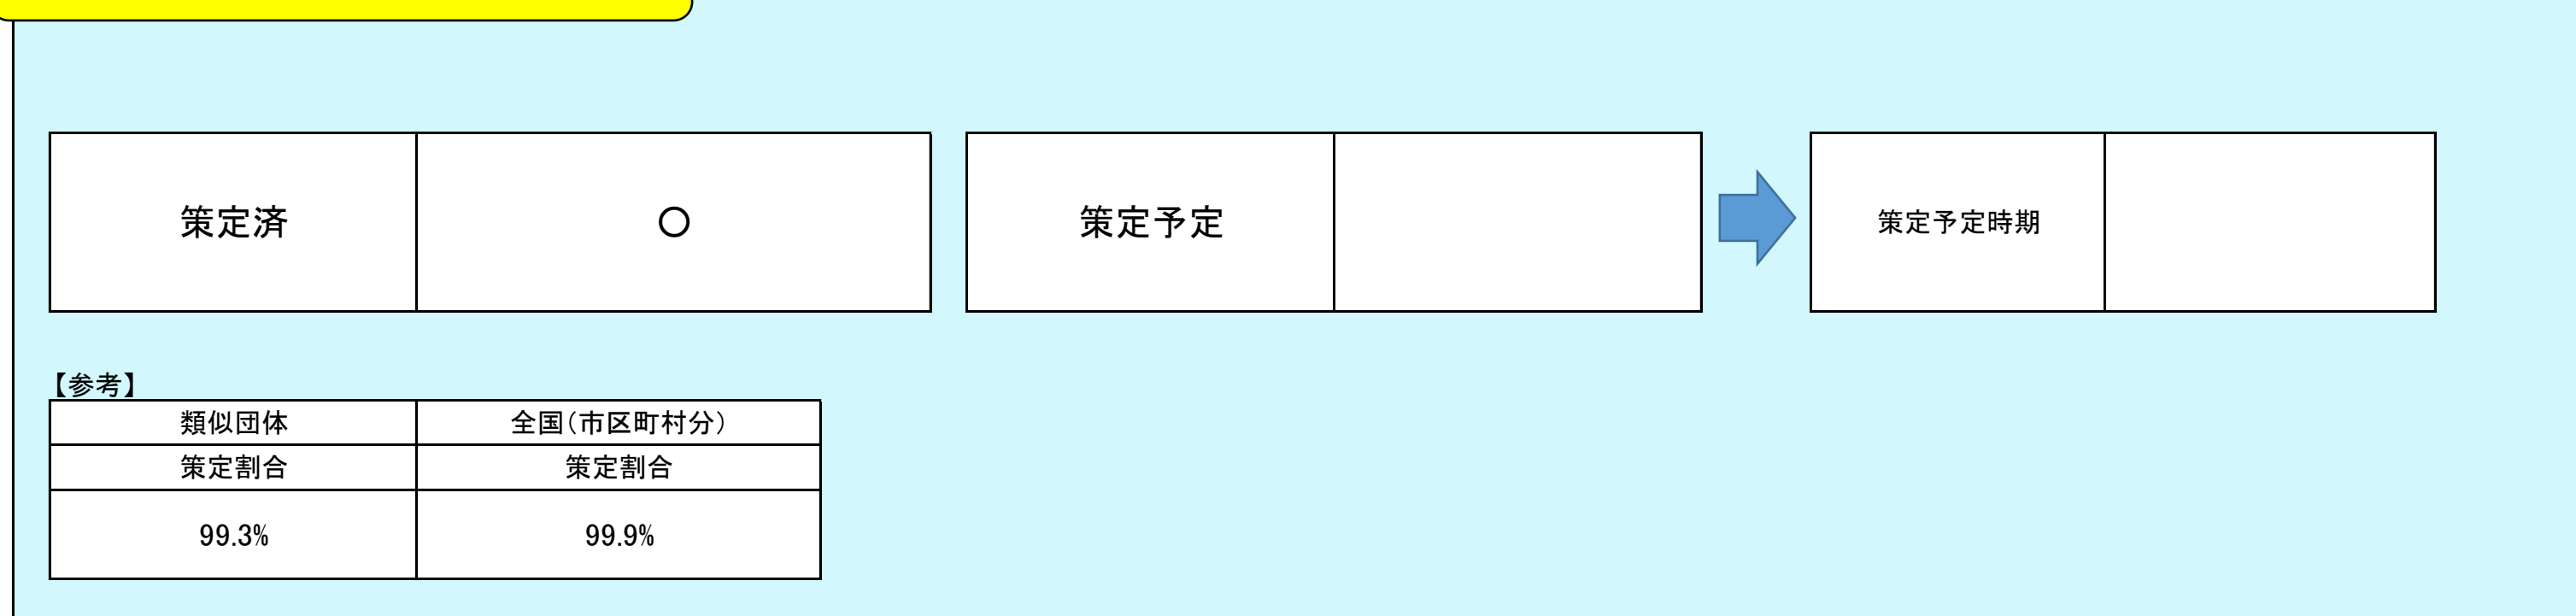 策定済 ○ 策定予定 策定予定時期
【参考】
類似団体 全国(市区町村分)
策定割合 策定割合
99.3% 99.9%